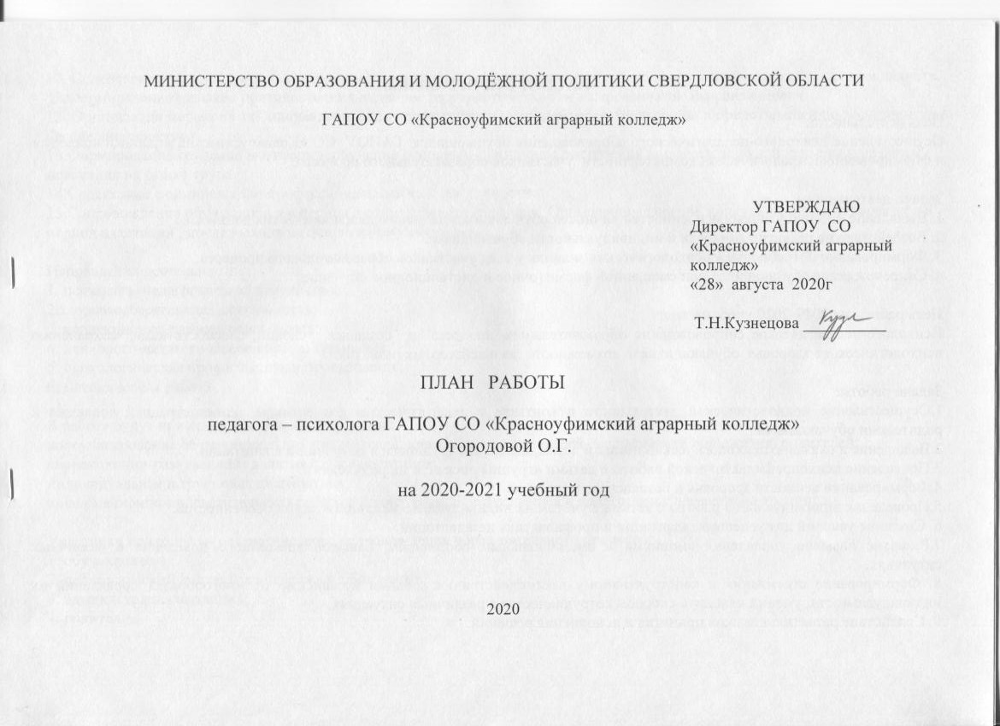 МИНИСТЕРСТВО ОБРАЗОВАНИЯ И МОЛОДЁЖНОЙ ПОЛИТИКИ СВЕРДЛОВСКОЙ ОБЛАСТИ
ГАПОУ СО «Красноуфимский аграрный колледж»
УТВЕРЖДАЮ
Директор ГАПОУ СО
«Красноуфимский аграрный
колледж»
«28» августа 2020г
Т.Н.Кузнецова
ПЛАН РАБОТЫ
педагога – психолога ГАПОУ СО «Красноуфимский аграрный колледж»
Огородовой О.Г.
на 2020-2021 учебный год
2020